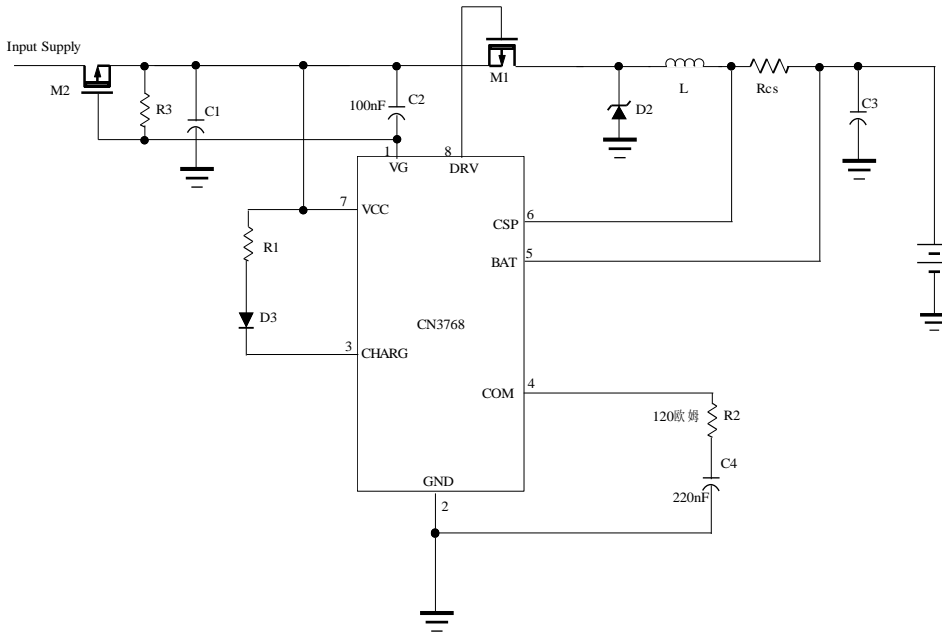 Input Supply
M2
R3
C1
100nF
C2
M1
D2
L
Rcs
C3
1
VG
8
DRV
7
VCC
CSP
6
BAT
5
R1
D3
CN3768
3
CHARG
COM
4
120欧姆
R2
C4
220nF
GND
2